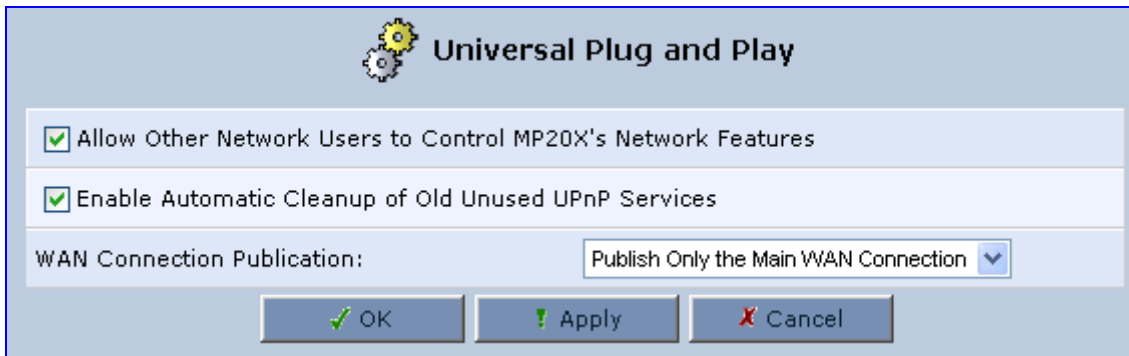 Universal Plug and Play
Allow Other Network Users to Control MP20X's Network Features
Enable Automatic Cleanup of Old Unused UPnP Services
WAN Connection Publication: Publish Only the Main WAN Connection
OK Apply Cancel